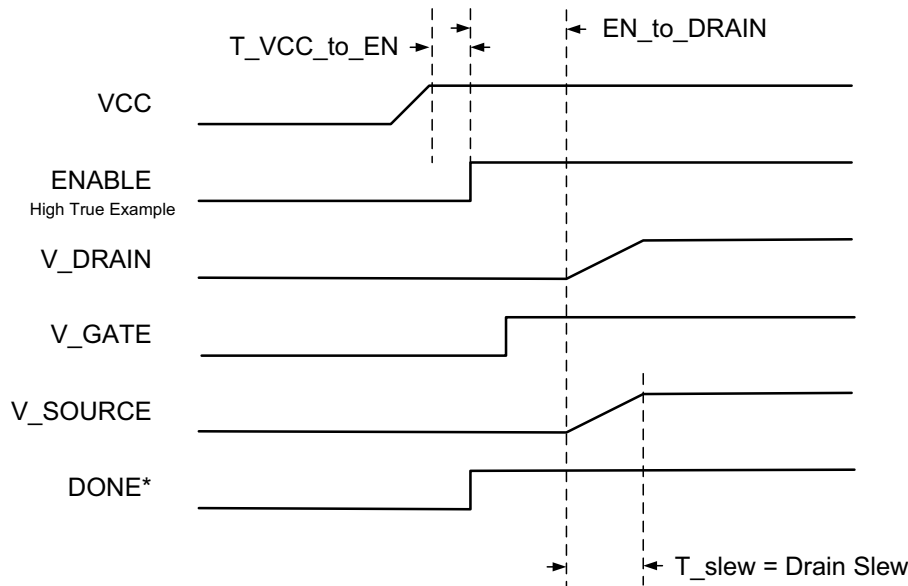 EN_to_DRAIN
T_VCC_to_EN
VCC
ENABLE
High True Example
V_DRAIN
V_GATE
V_SOURCE
DONE*
T_slew = Drain Slew